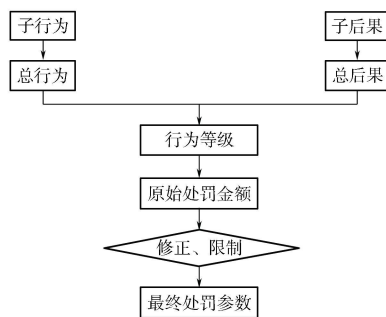 子行为
子后果
总行为
总后果
行为等级
原始处罚金额
修正、限制
最终处罚参数